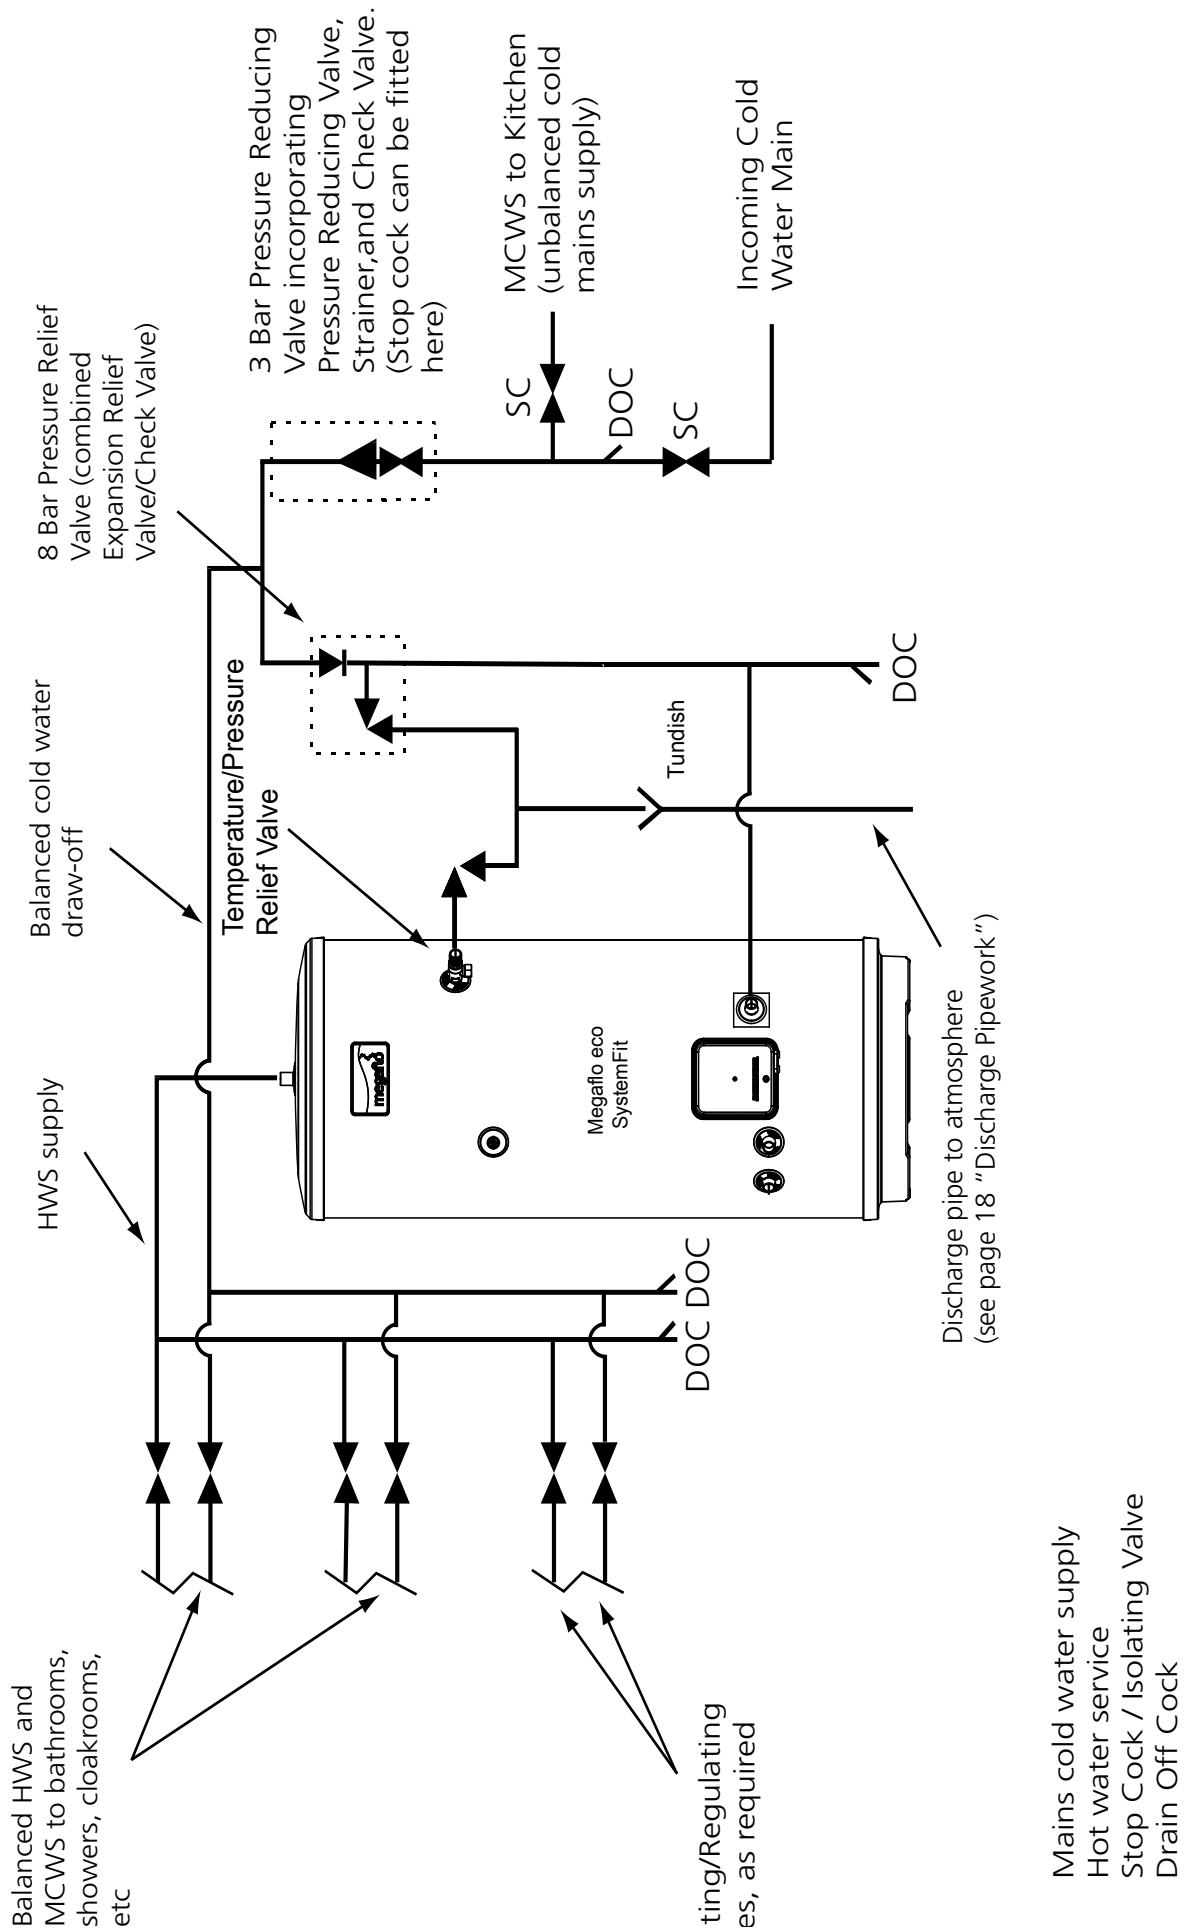 Balanced HWS and
MCWS to bathrooms,
showers, cloakrooms,
etc
HWS supply
Balanced cold water
draw-off
8 Bar Pressure Relief
Valve (combined
Expansion Relief
Valve/Check Valve)
3 Bar Pressure Reducing
Valve incorporating
Pressure Reducing Valve,
Strainer,and Check Valve.
(Stop cock can be fitted
here)
MCWS to Kitchen
(unbalanced cold
mains supply)
Incoming Cold
Water Main
SC
DOC
SC
Temperature/Pressure
Relief Valve
Tundish
DOC
megaflo
Megaflo eco
SystemFit
DOC DOC
Discharge pipe to atmosphere
(see page 18 “Discharge Pipework”)
ting/Regulating
es, as required
Mains cold water supply
Hot water service
Stop Cock / Isolating Valve
Drain Off Cock